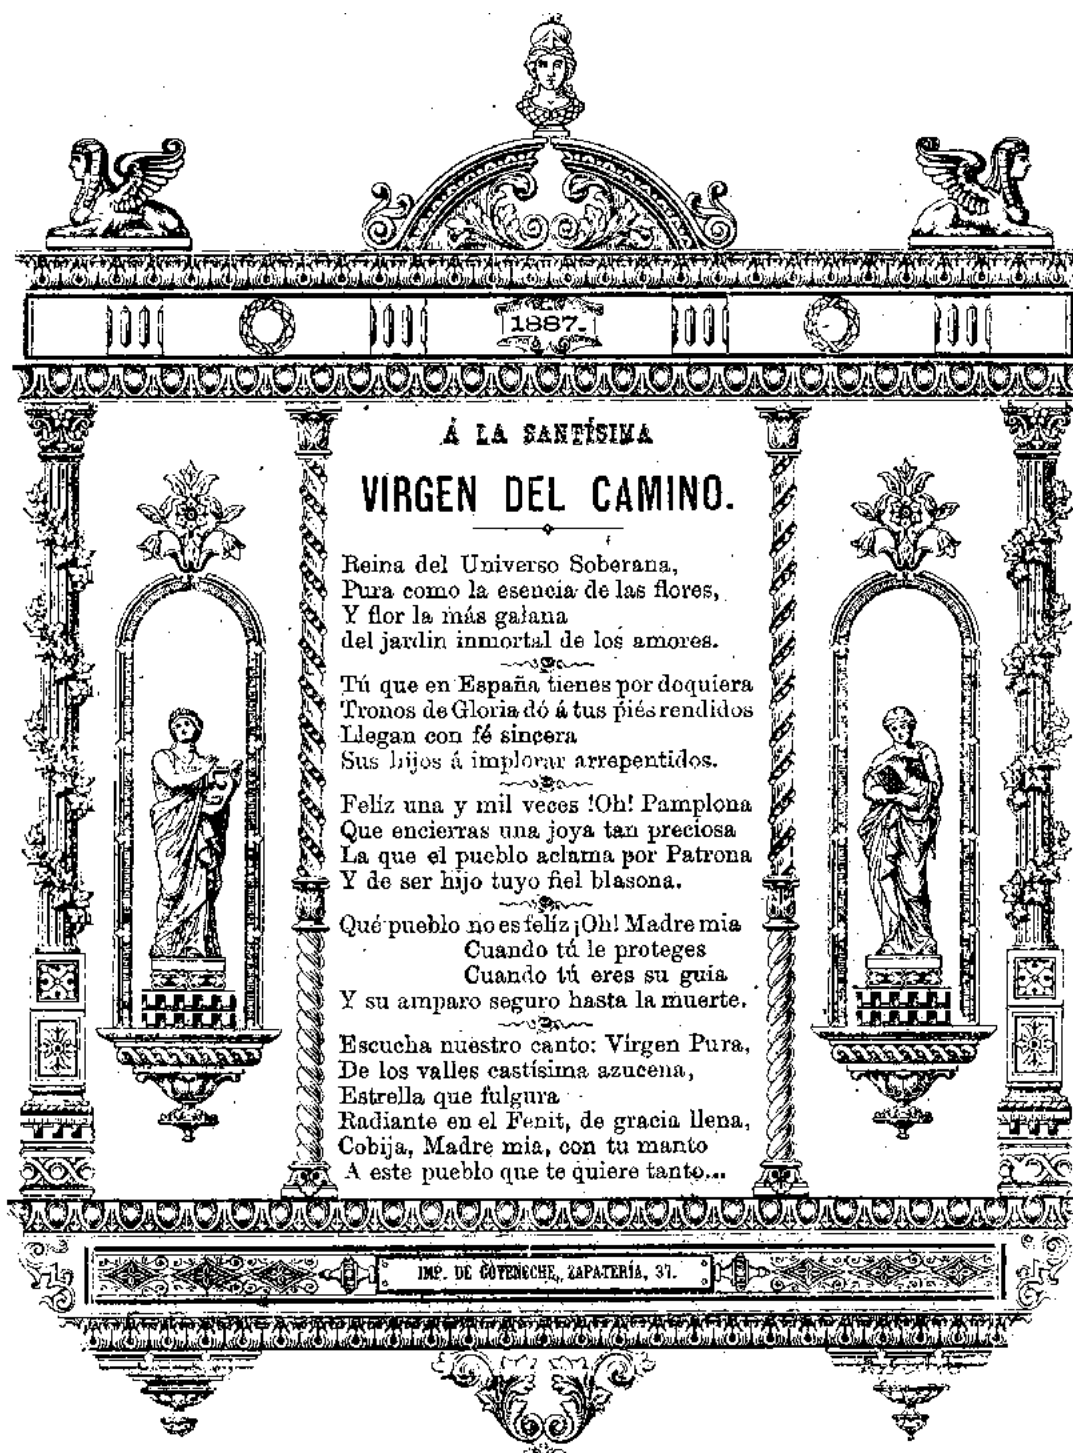 1887.
Á LA SANTÍSIMA
VIRGEN DEL CAMINO.
Reina del Universo Soberana,
Pura como la esencia de las flores,
Y flor la más galana
del jardin inmortal de los amores.
Tú que en España tienes por doquiera
Tronos de Gloria dó á tus piés rendidos
Llegan con fé sincera
Sus hijos á implorar arrepentidos.
Felíz una y mil veces !Oh! Pamplona
Que encierras una joya tan preciosa
La que el pueblo aclama por Patrona
Y de ser hijo tuyo fiel blasona.
Qué pueblo no es felíz ¡Oh! Madre mia
Cuando tú le proteges
Cuando tú eres su guia
Y su amparo seguro hasta la muerte.
Escucha nuestro canto: Vírgen Pura,
De los valles castísima azucena,
Estrella que fulgura
Radiante en el Fenit, de gracia llena,
Cobija, Madre mia, con tu manto
A este pueblo que te quiere tanto...
IMP. DE GOYENECHE, ZAPATERÍA, 37.